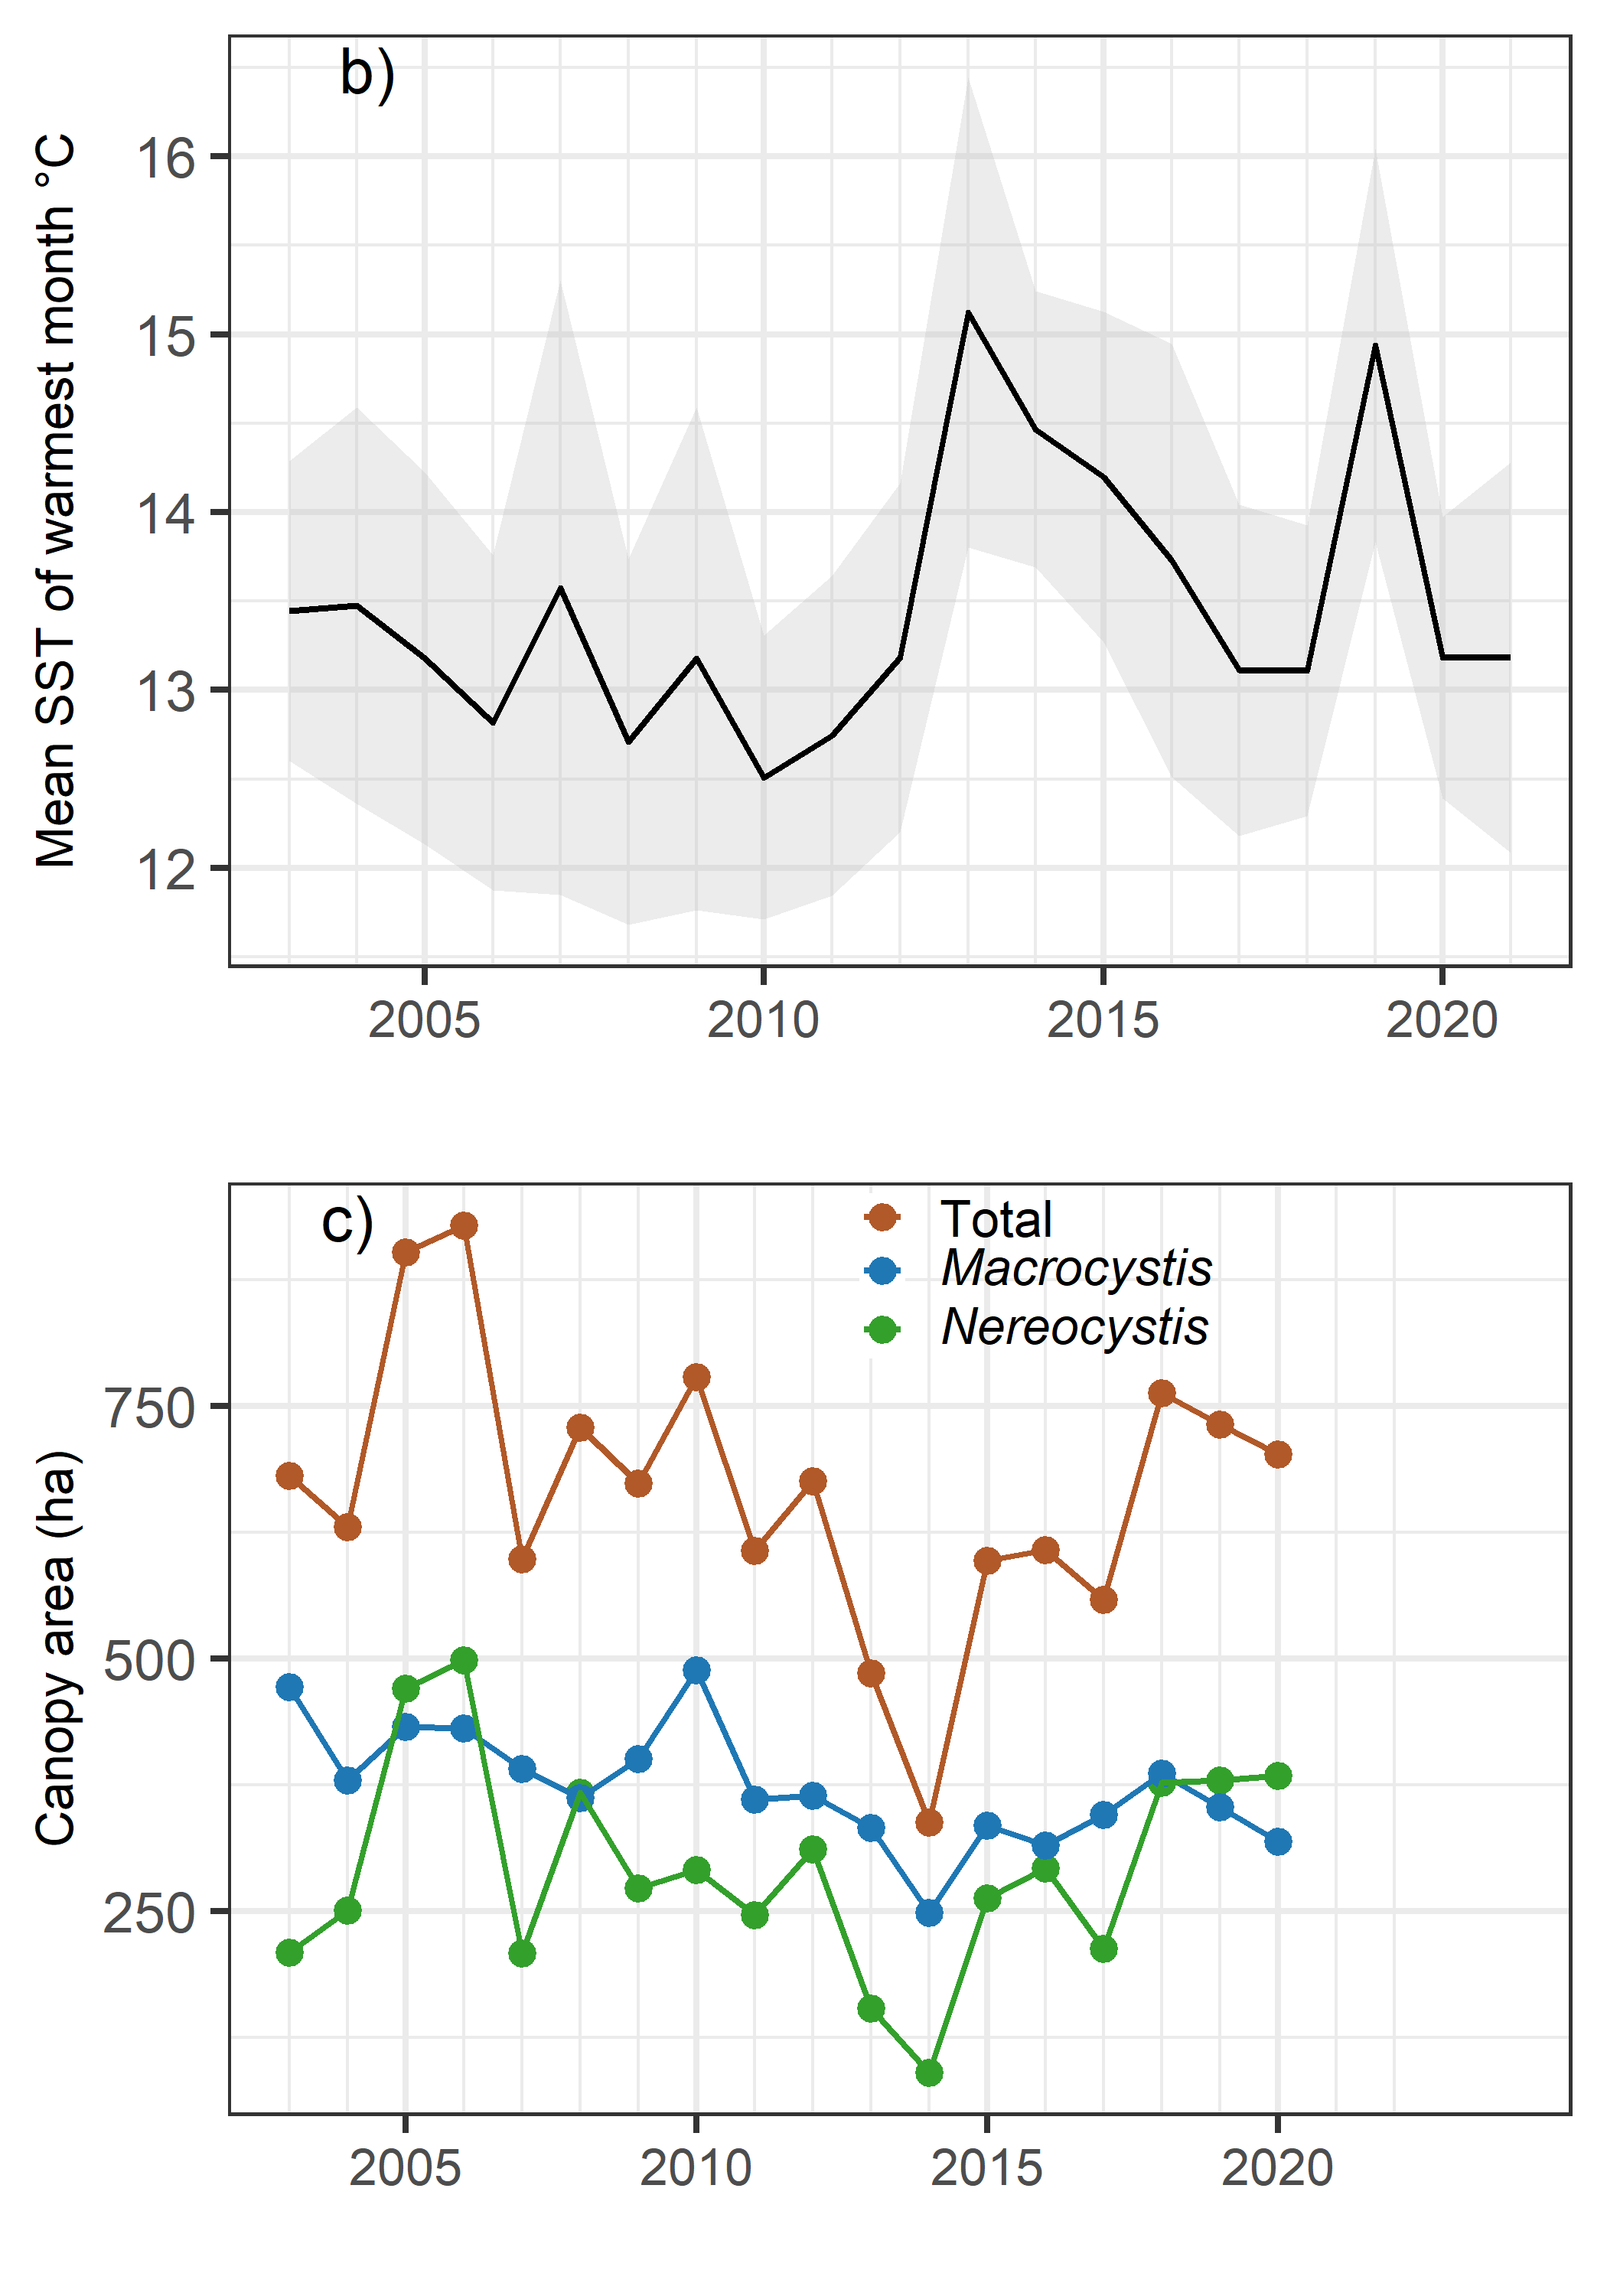 b)
Mean SST of warmest month °C
16
15
14
13
12
2005 2010 2015 2020
c)
Total
Macrocystis
Nereocystis
Canopy area (ha)
750
500
250
2005 2010 2015 2020